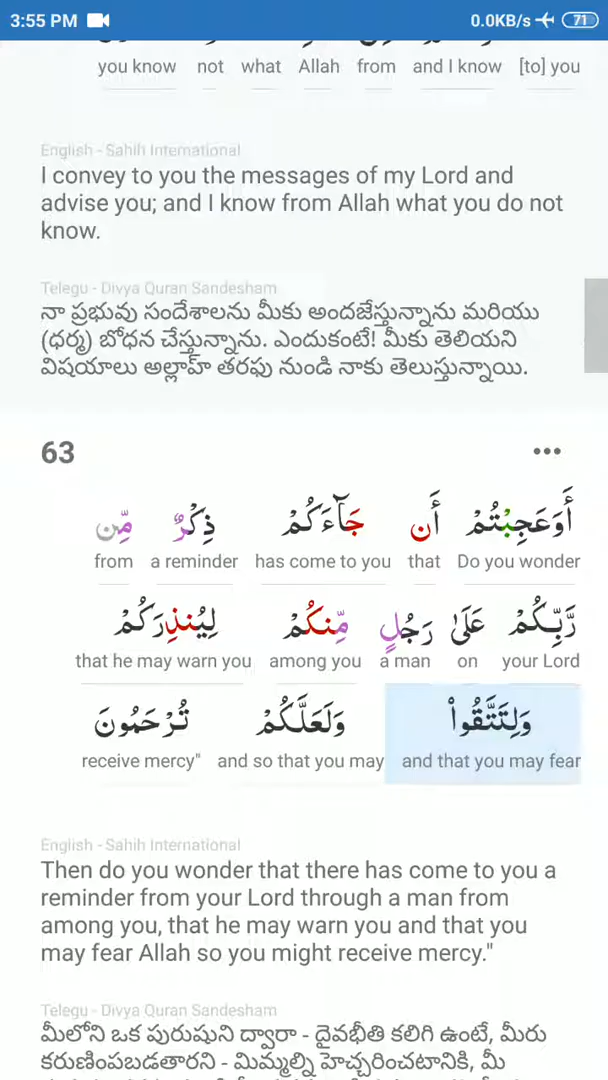 3:55 PM 0.0KB/s 71
you know not what Allah from and I know [to] you
English - Sahih International
I convey to you the messages of my Lord and
advise you; and I know from Allah what you do not
know.
Telegu - Divya Quran Sandesham
నా ప్రభువు సందేశాలను మీకు అందజేస్తున్నాను మరియు
(ధర్మ) బోధన చేస్తున్నాను. ఎందుకంటే! మీకు తెలియని
విషయాలు అల్లాహ్ తరఫు నుండి నాకు తెలుస్తున్నాయి.
63
أَوَعَجِبْتُمْ أَن جَآءَكُمْ ذِكْرٌ مِّن
from a reminder has come to you that Do you wonder
رَّبِّكُمْ عَلَىٰ رَجُلٍ مِّنكُمْ لِيُنذِرَكُمْ
that he may warn you among you a man on your Lord
وَلِتَتَّقُوا۟ وَلَعَلَّكُمْ تُرْحَمُونَ
receive mercy" and so that you may and that you may fear
English - Sahih International
Then do you wonder that there has come to you a
reminder from your Lord through a man from
among you, that he may warn you and that you
may fear Allah so you might receive mercy."
Telegu - Divya Quran Sandesham
మీలోని ఒక పురుషుని ద్వారా - దైవభీతి కలిగి ఉంటే, మీరు
కరుణింపబడతారని - మిమ్మల్ని హెచ్చరించటానికి, మీ